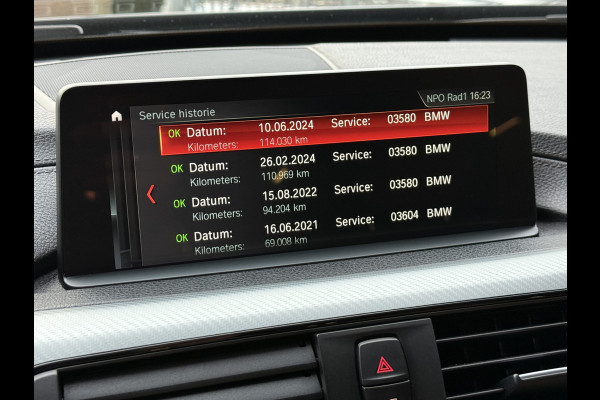 NPO Rad1 16:23
Service historie
OK Datum: 10.06.2024 Service: 03580 BMW
Kilometers: 114.030 km
OK Datum: 26.02.2024 Service: 03580 BMW
Kilometers: 110.969 km
OK Datum: 15.08.2022 Service: 03580 BMW
Kilometers: 94.204 km
OK Datum: 16.06.2021 Service: 03604 BMW
Kilometers: 69.008 km